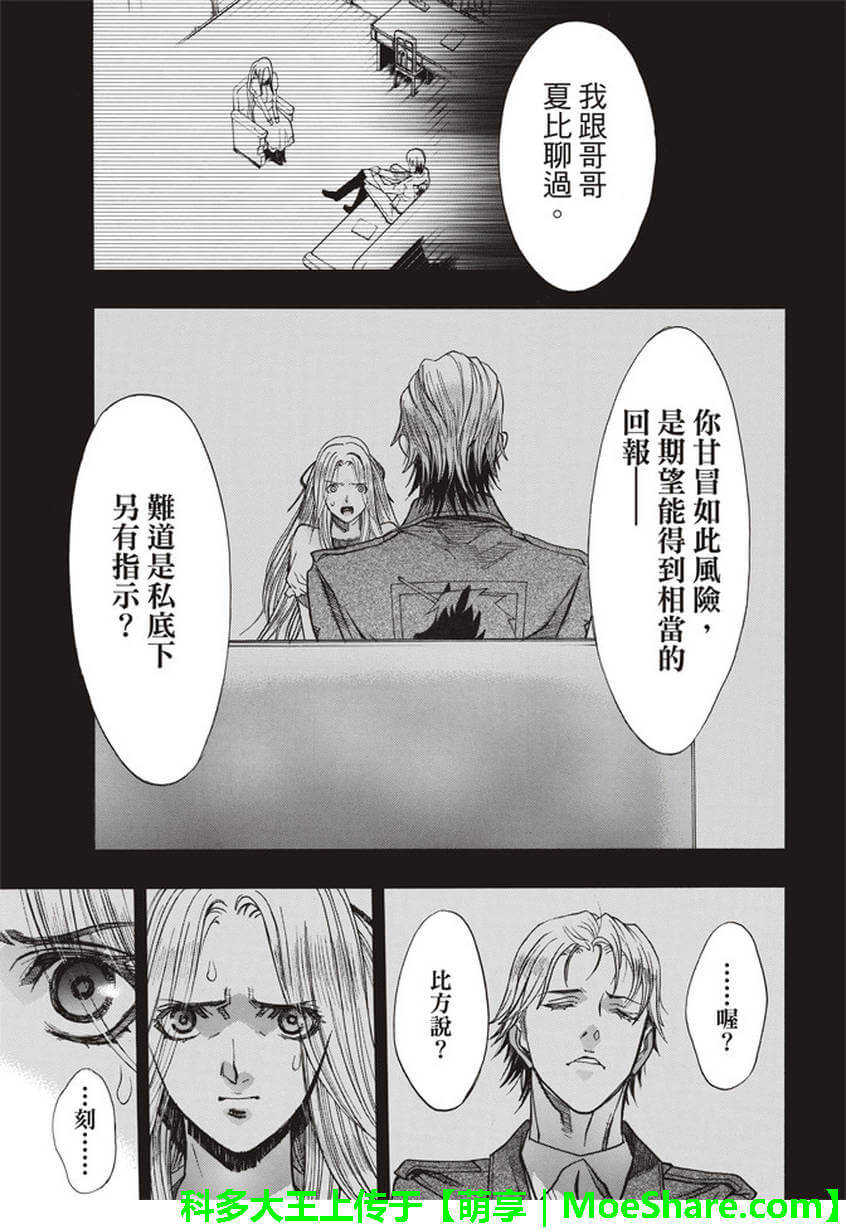 我跟哥哥
夏比聊過。
你甘冒如此風險，
是期望能得到相當的
回報——
難道是私底下
另有指示？
……喔？
比方說？
……刻……
科多大王上传于【萌享｜MoeShare.com】